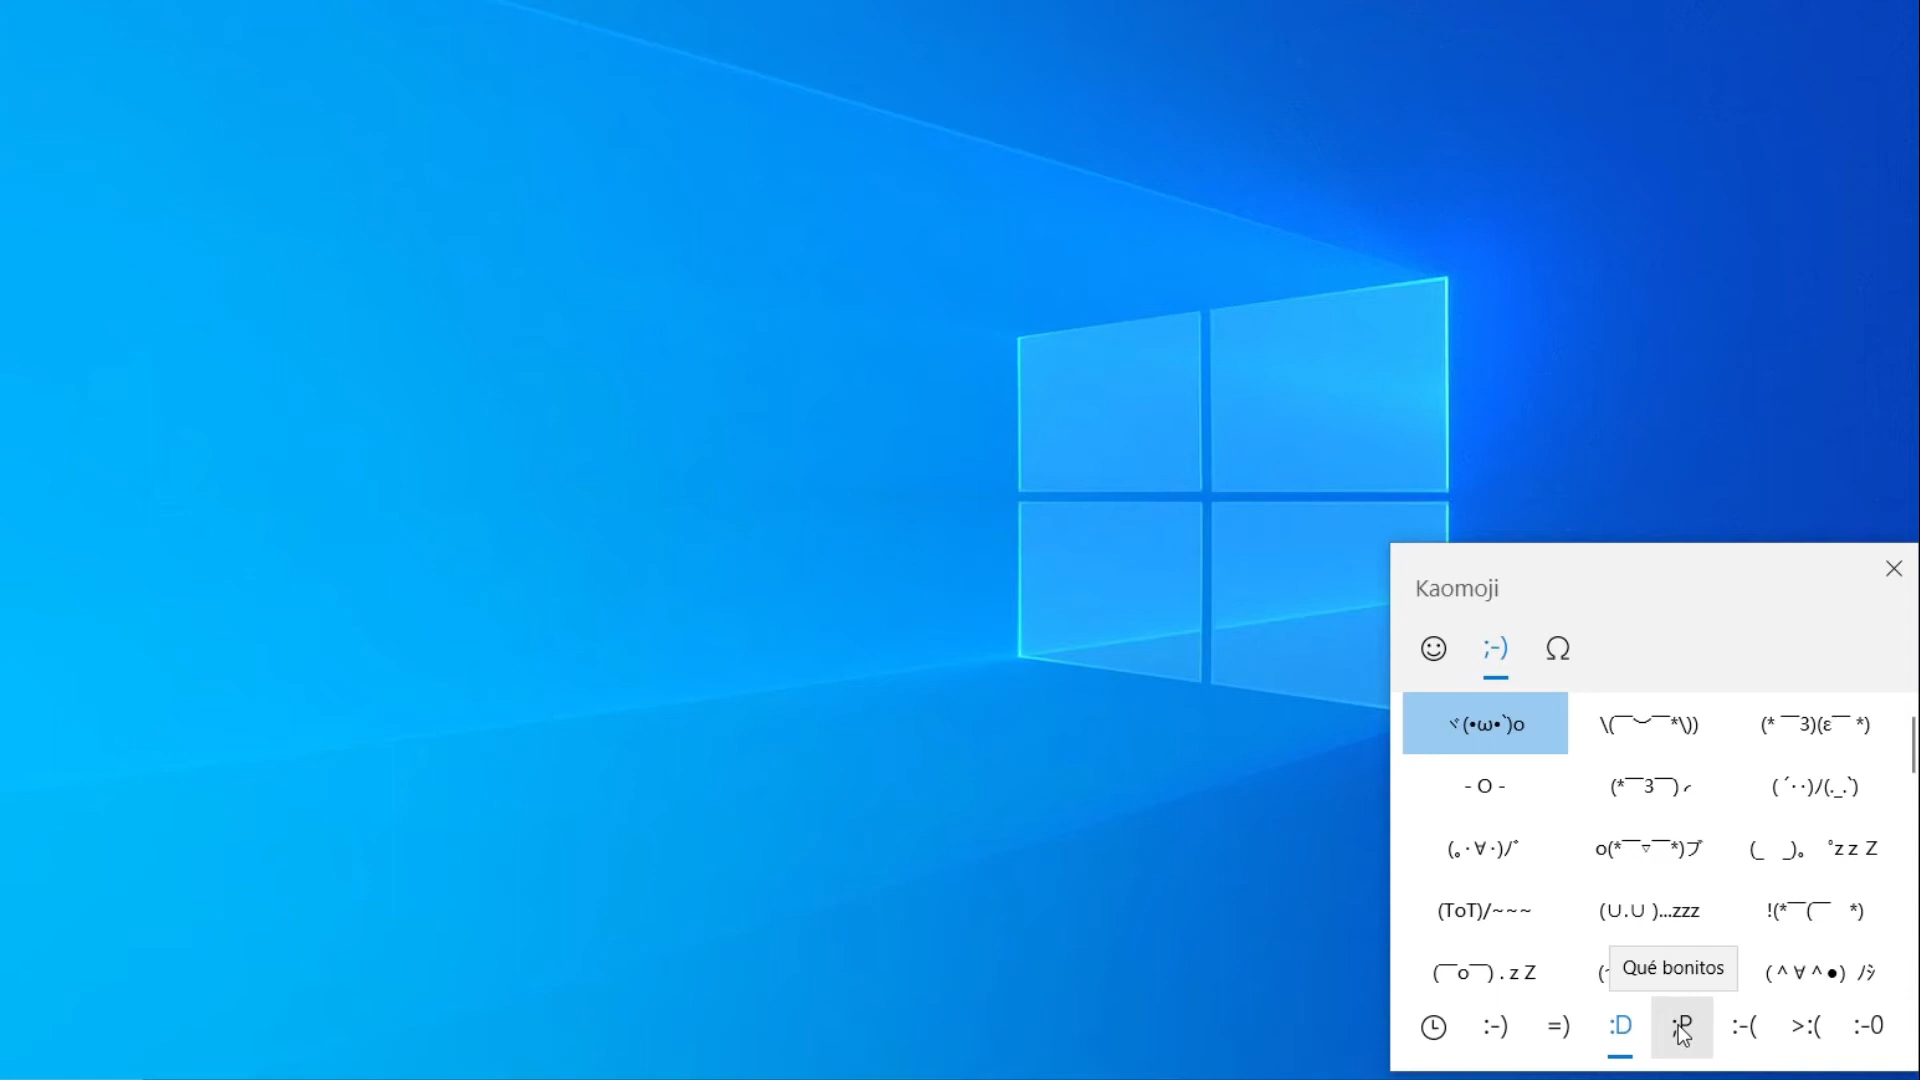 Kaomoji
;-) Ω
ヾ(•ω•`)o \(￣︶￣*\)) (* ￣3)(ε￣ *)
- O - (*￣3￣)╭ ( ´･･)ﾉ(._.`)
(｡･∀･)ﾉﾞ o(*￣▽￣*)ブ (_　_)。゜zｚＺ
(ToT)/~~~ (∪.∪ )...zzz !(*￣(￣　*)
(￣o￣) . z Z (^∀^●)ﾉｼ
Qué bonitos
:-) =) :D ;P :-( >:( :-0